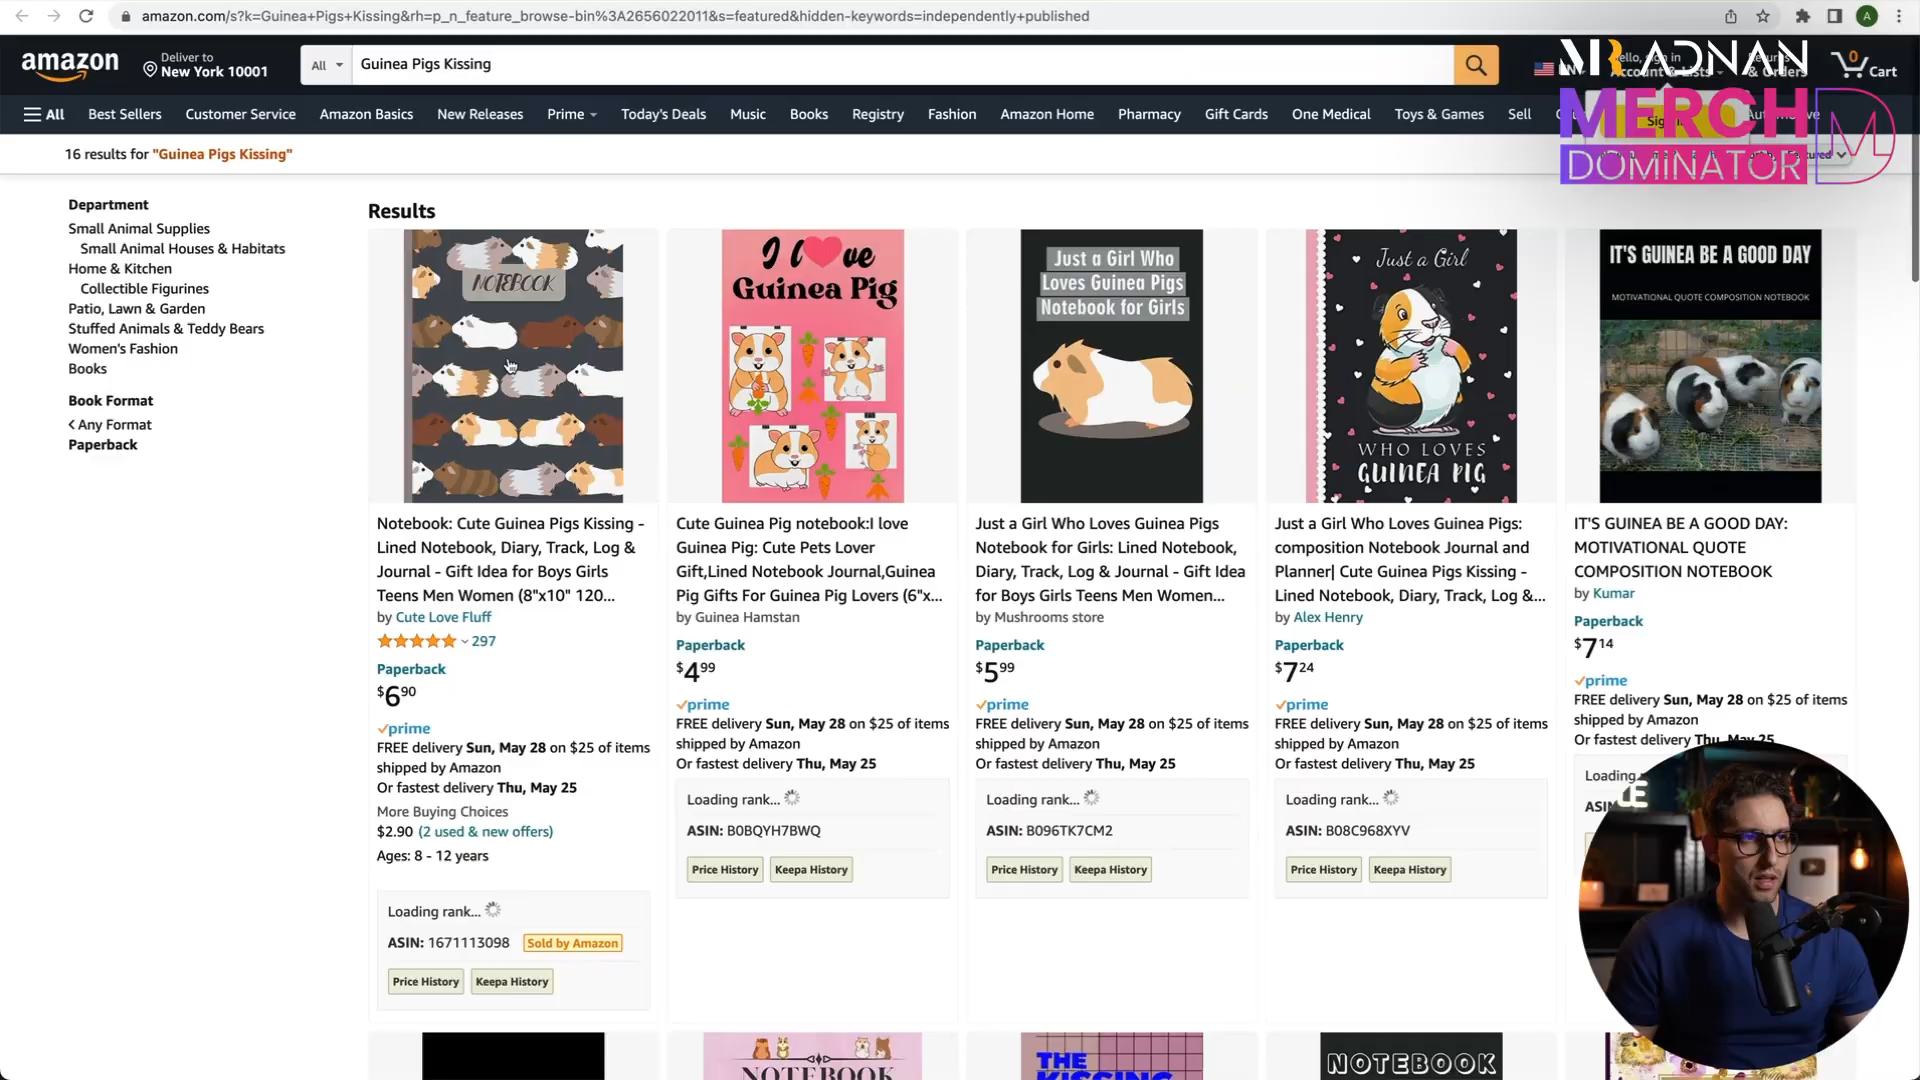 amazon.com/s?k=Guinea+Pigs+Kissing&rh=p_n_feature_browse-bin%3A2656022011&s=featured&hidden-keywords=independently+published
A
amazon
Deliver to
New York 10001
All
Guinea Pigs Kissing
Hello, sign in
Account & Lists
& Orders
0
Cart
MR ADNAN
MERCH
DOMINATOR
All
Best Sellers
Customer Service
Amazon Basics
New Releases
Prime
Today's Deals
Music
Books
Registry
Fashion
Amazon Home
Pharmacy
Gift Cards
One Medical
Toys & Games
Sell
16 results for "Guinea Pigs Kissing"
Department
Small Animal Supplies
Small Animal Houses & Habitats
Home & Kitchen
Collectible Figurines
Patio, Lawn & Garden
Stuffed Animals & Teddy Bears
Women's Fashion
Books
Book Format
Any Format
Paperback
Results
NOTEBOOK
Notebook: Cute Guinea Pigs Kissing -
Lined Notebook, Diary, Track, Log &
Journal - Gift Idea for Boys Girls
Teens Men Women (8"x10" 120...
by Cute Love Fluff
297
Paperback
$6.90
prime
FREE delivery Sun, May 28 on $25 of items
shipped by Amazon
Or fastest delivery Thu, May 25
More Buying Choices
$2.90 (2 used & new offers)
Ages: 8 - 12 years
Loading rank...
ASIN: 1671113098 Sold by Amazon
Price History
Keepa History
I love
Guinea Pig
Cute Guinea Pig notebook:I love
Guinea Pig: Cute Pets Lover
Gift,Lined Notebook Journal,Guinea
Pig Gifts For Guinea Pig Lovers (6"x...
by Guinea Hamstan
Paperback
$4.99
prime
FREE delivery Sun, May 28 on $25 of items
shipped by Amazon
Or fastest delivery Thu, May 25
Loading rank...
ASIN: B0BQYH7BWQ
Price History
Keepa History
Just a Girl Who
Loves Guinea Pigs
Notebook for Girls
Just a Girl Who Loves Guinea Pigs
Notebook for Girls: Lined Notebook,
Diary, Track, Log & Journal - Gift Idea
for Boys Girls Teens Men Women...
by Mushrooms store
Paperback
$5.99
prime
FREE delivery Sun, May 28 on $25 of items
shipped by Amazon
Or fastest delivery Thu, May 25
Loading rank...
ASIN: B096TK7CM2
Price History
Keepa History
Just a Girl
WHO LOVES
GUINEA PIG
Just a Girl Who Loves Guinea Pigs:
composition Notebook Journal and
Planner| Cute Guinea Pigs Kissing -
Lined Notebook, Diary, Track, Log &...
by Alex Henry
Paperback
$7.24
prime
FREE delivery Sun, May 28 on $25 of items
shipped by Amazon
Or fastest delivery Thu, May 25
Loading rank...
ASIN: B08C968XYV
Price History
Keepa History
IT'S GUINEA BE A GOOD DAY
MOTIVATIONAL QUOTE COMPOSITION NOTEBOOK
IT'S GUINEA BE A GOOD DAY:
MOTIVATIONAL QUOTE
COMPOSITION NOTEBOOK
by Kumar
Paperback
$7.14
prime
FREE delivery Sun, May 28 on $25 of items
shipped by Amazon
Or fastest delivery Thu, May 25
Loading
NOTEBOOK
THE
KISSING
NOTEBOOK